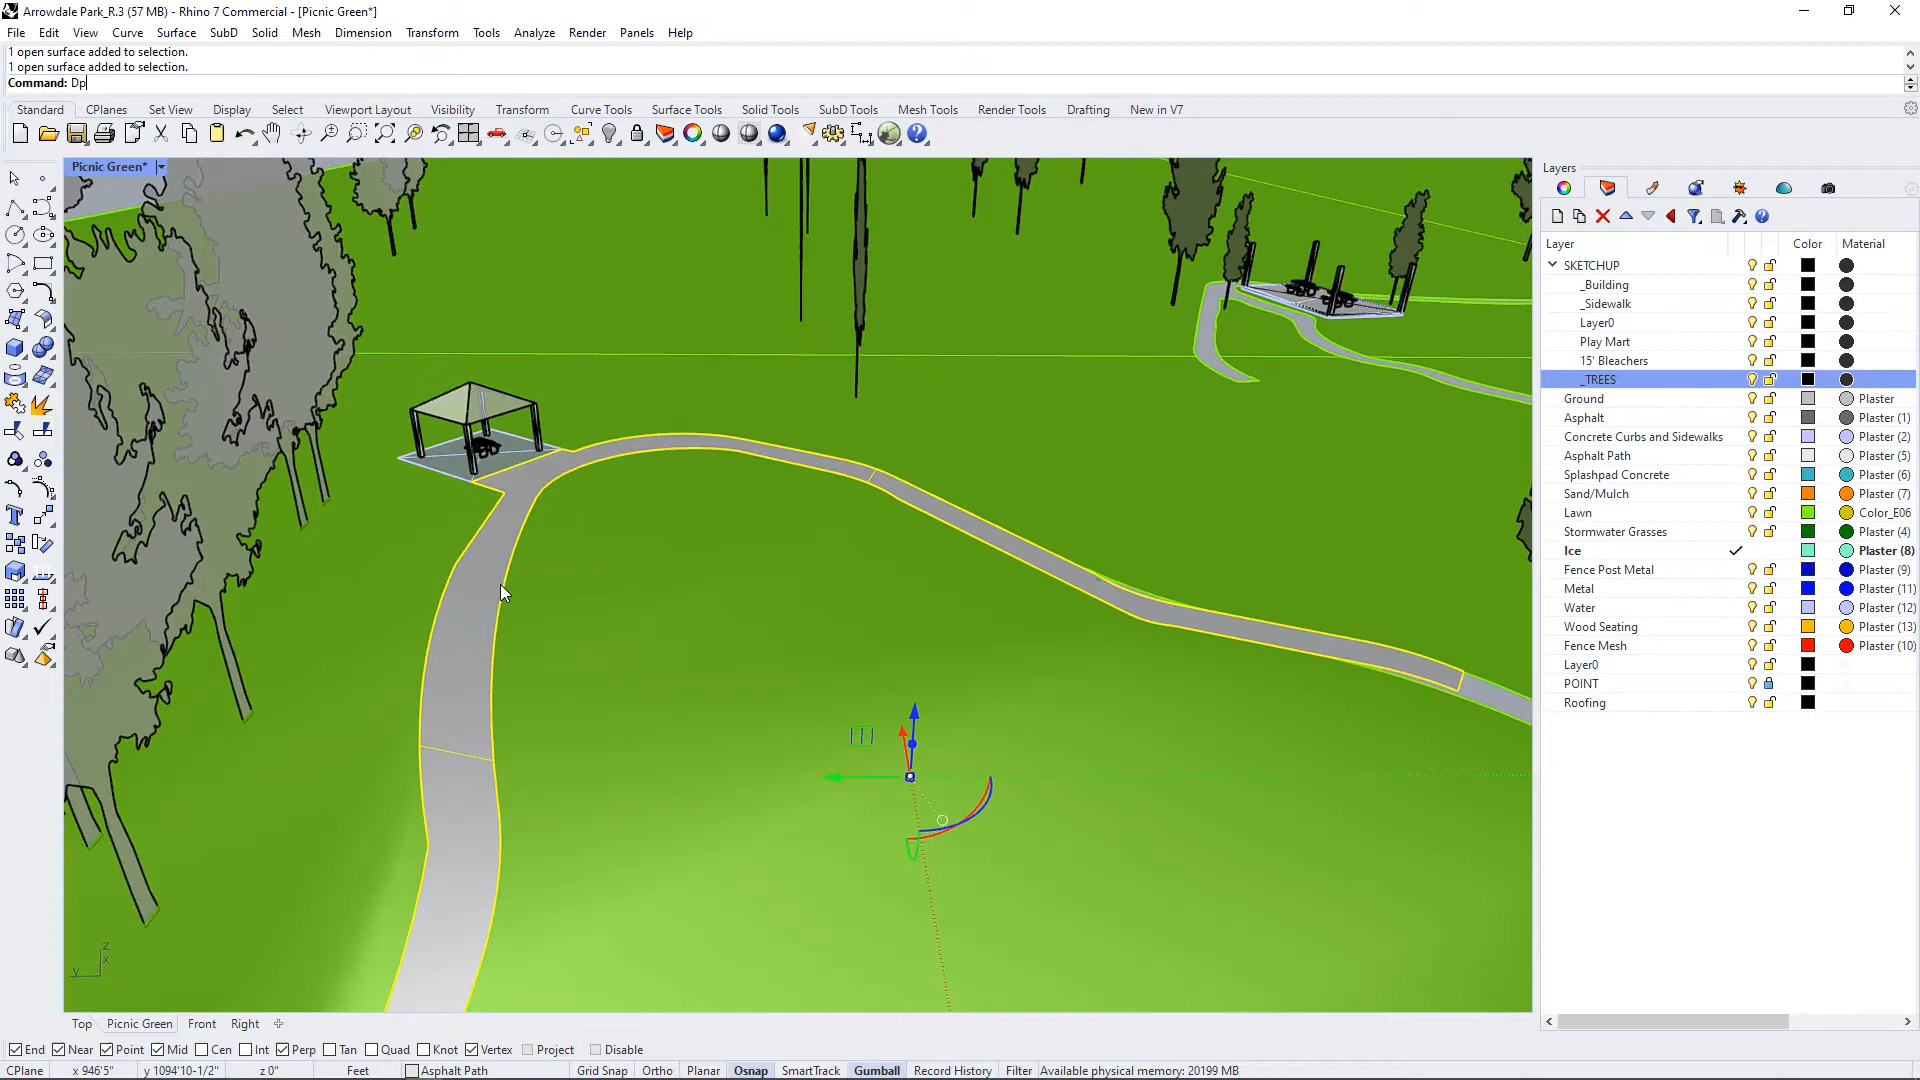 Arrowdale Park_R.3 (57 MB) - Rhino 7 Commercial - [Picnic Green*]
File Edit View Curve Surface SubD Solid Mesh Dimension Transform Tools Analyze Render Panels Help
1 open surface added to selection.
1 open surface added to selection.
Command: Dp
Standard CPlanes Set View Display Select Viewport Layout Visibility Transform Curve Tools Surface Tools Solid Tools SubD Tools Mesh Tools Render Tools Drafting New in V7
Picnic Green*
Layers
Layer Color Material
SKETCHUP
_Building
_Sidewalk
Layer0
Play Mart
15' Bleachers
_TREES
Ground Plaster
Asphalt Plaster (1)
Concrete Curbs and Sidewalks Plaster (2)
Asphalt Path Plaster (5)
Splashpad Concrete Plaster (6)
Sand/Mulch Plaster (7)
Lawn Color_E06
Stormwater Grasses Plaster (4)
Ice Plaster (8)
Fence Post Metal Plaster (9)
Metal Plaster (11)
Water Plaster (12)
Wood Seating Plaster (13)
Fence Mesh Plaster (10)
Layer0
POINT
Roofing
z
x
y
Top Picnic Green Front Right
End Near Point Mid Cen Int Perp Tan Quad Knot Vertex Project Disable
CPlane x 946'5" y 1094'10-1/2" z 0" Feet Asphalt Path Grid Snap Ortho Planar Osnap SmartTrack Gumball Record History Filter Available physical memory: 20199 MB